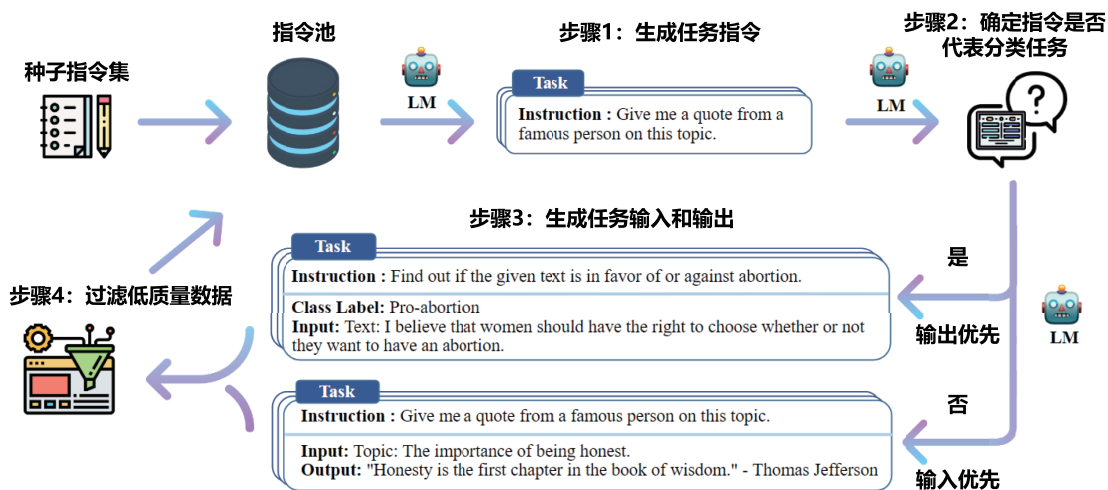 种子指令集
指令池
LM
步骤1：生成任务指令
Task
Instruction : Give me a quote from a
famous person on this topic.
LM
步骤2：确定指令是否
代表分类任务
?
步骤3：生成任务输入和输出
Task
Instruction : Find out if the given text is in favor of or against abortion.
Class Label: Pro-abortion
Input: Text: I believe that women should have the right to choose whether or not
they want to have an abortion.
是
输出优先
LM
步骤4：过滤低质量数据
Task
Instruction : Give me a quote from a famous person on this topic.
Input: Topic: The importance of being honest.
Output: "Honesty is the first chapter in the book of wisdom." - Thomas Jefferson
否
输入优先